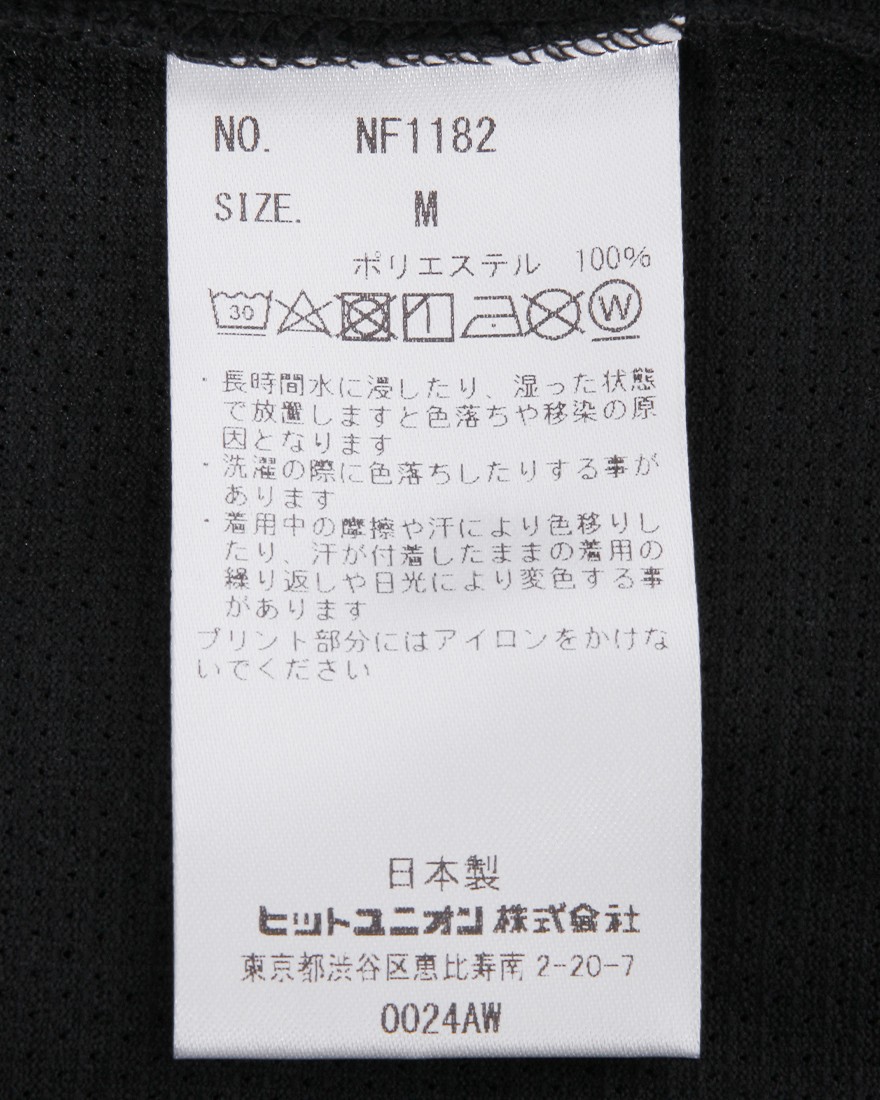 NO. NF1182
SIZE. M
ポリエステル 100%
30 W
・長時間水に浸したり、湿った状態
で放置しますと色落ちや移染の原
因となります
・洗濯の際に色落ちしたりする事が
あります
・着用中の摩擦や汗により色移りし
たり、汗が付着したままの着用の
繰り返しや日光により変色する事
があります
プリント部分にはアイロンをかけな
いでください
日本製
ヒットユニオン株式会社
東京都渋谷区恵比寿南 2-20-7
0024AW